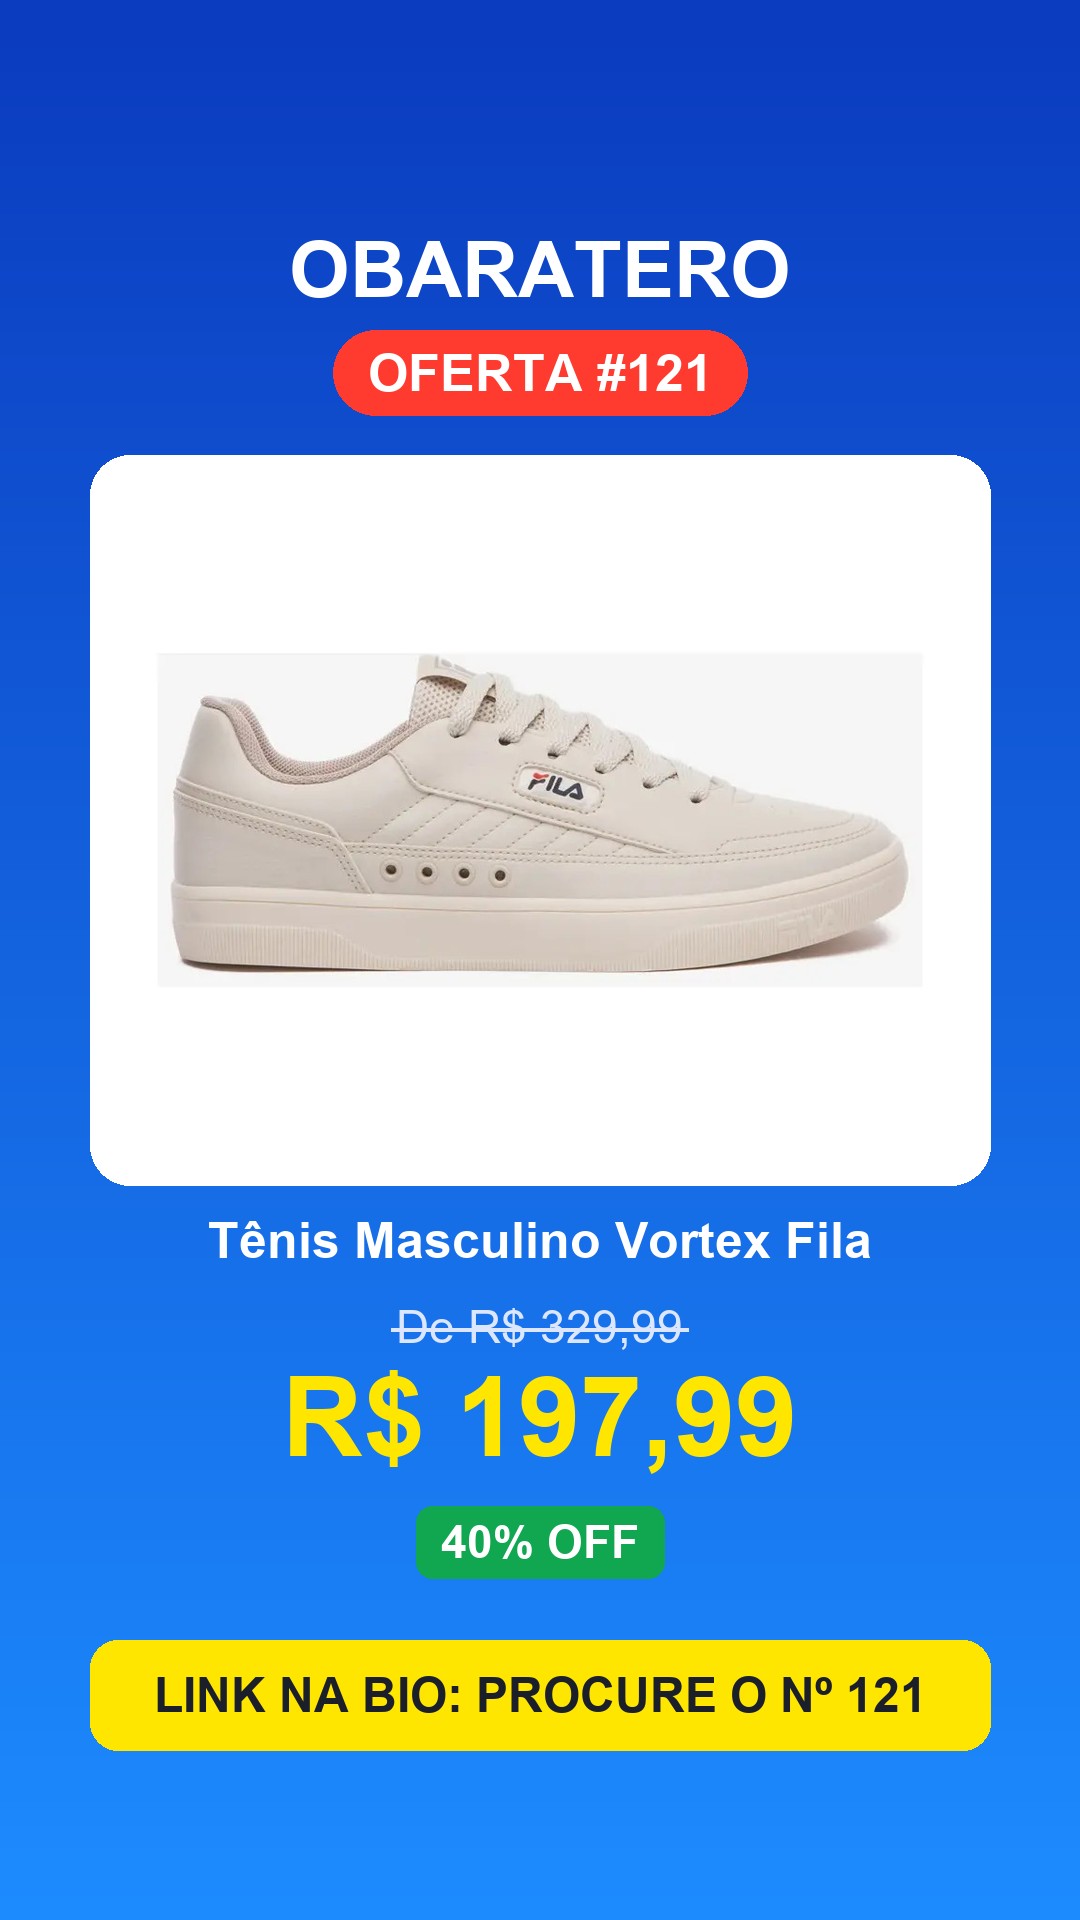 OBARATERO
OFERTA #121
FILA
Tênis Masculino Vortex Fila
De R$ 329,99
R$ 197,99
40% OFF
LINK NA BIO: PROCURE O Nº 121